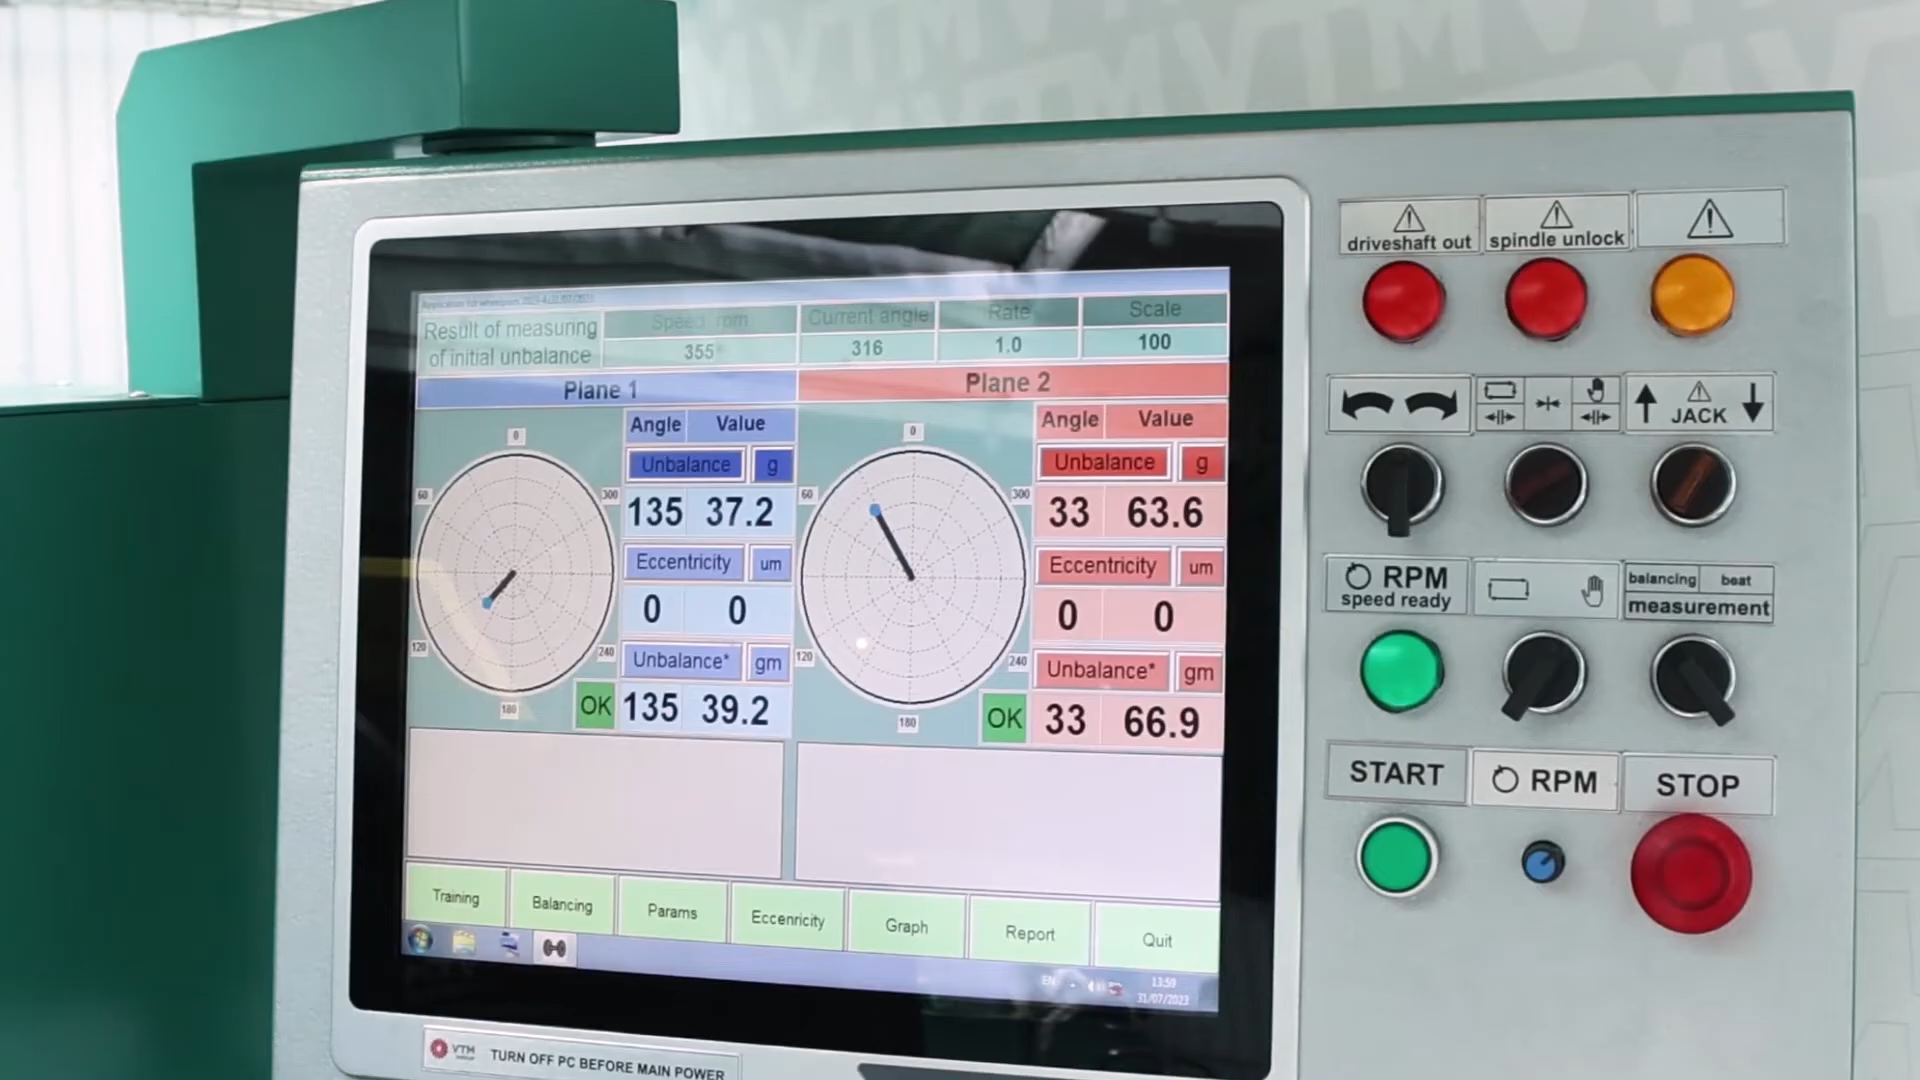 driveshaft out
spindle unlock
Result of measuring
of initial unbalance
Speed rpm
355
Current angle
316
Rate
1.0
Scale
100
Plane 1
Plane 2
Angle Value
Unbalance g
135 37.2
Eccentricity um
0 0
Unbalance* gm
OK 135 39.2
0
60
300
120
240
180
Angle Value
Unbalance g
33 63.6
Eccentricity um
0 0
Unbalance* gm
OK 33 66.9
0
60
300
120
240
180
Training
Balancing
Params
Eccenricity
Graph
Report
Quit
EN
13:59
31/07/2023
VTM
TURN OFF PC BEFORE MAIN POWER
JACK
RPM
speed ready
balancing beat
measurement
START
RPM
STOP